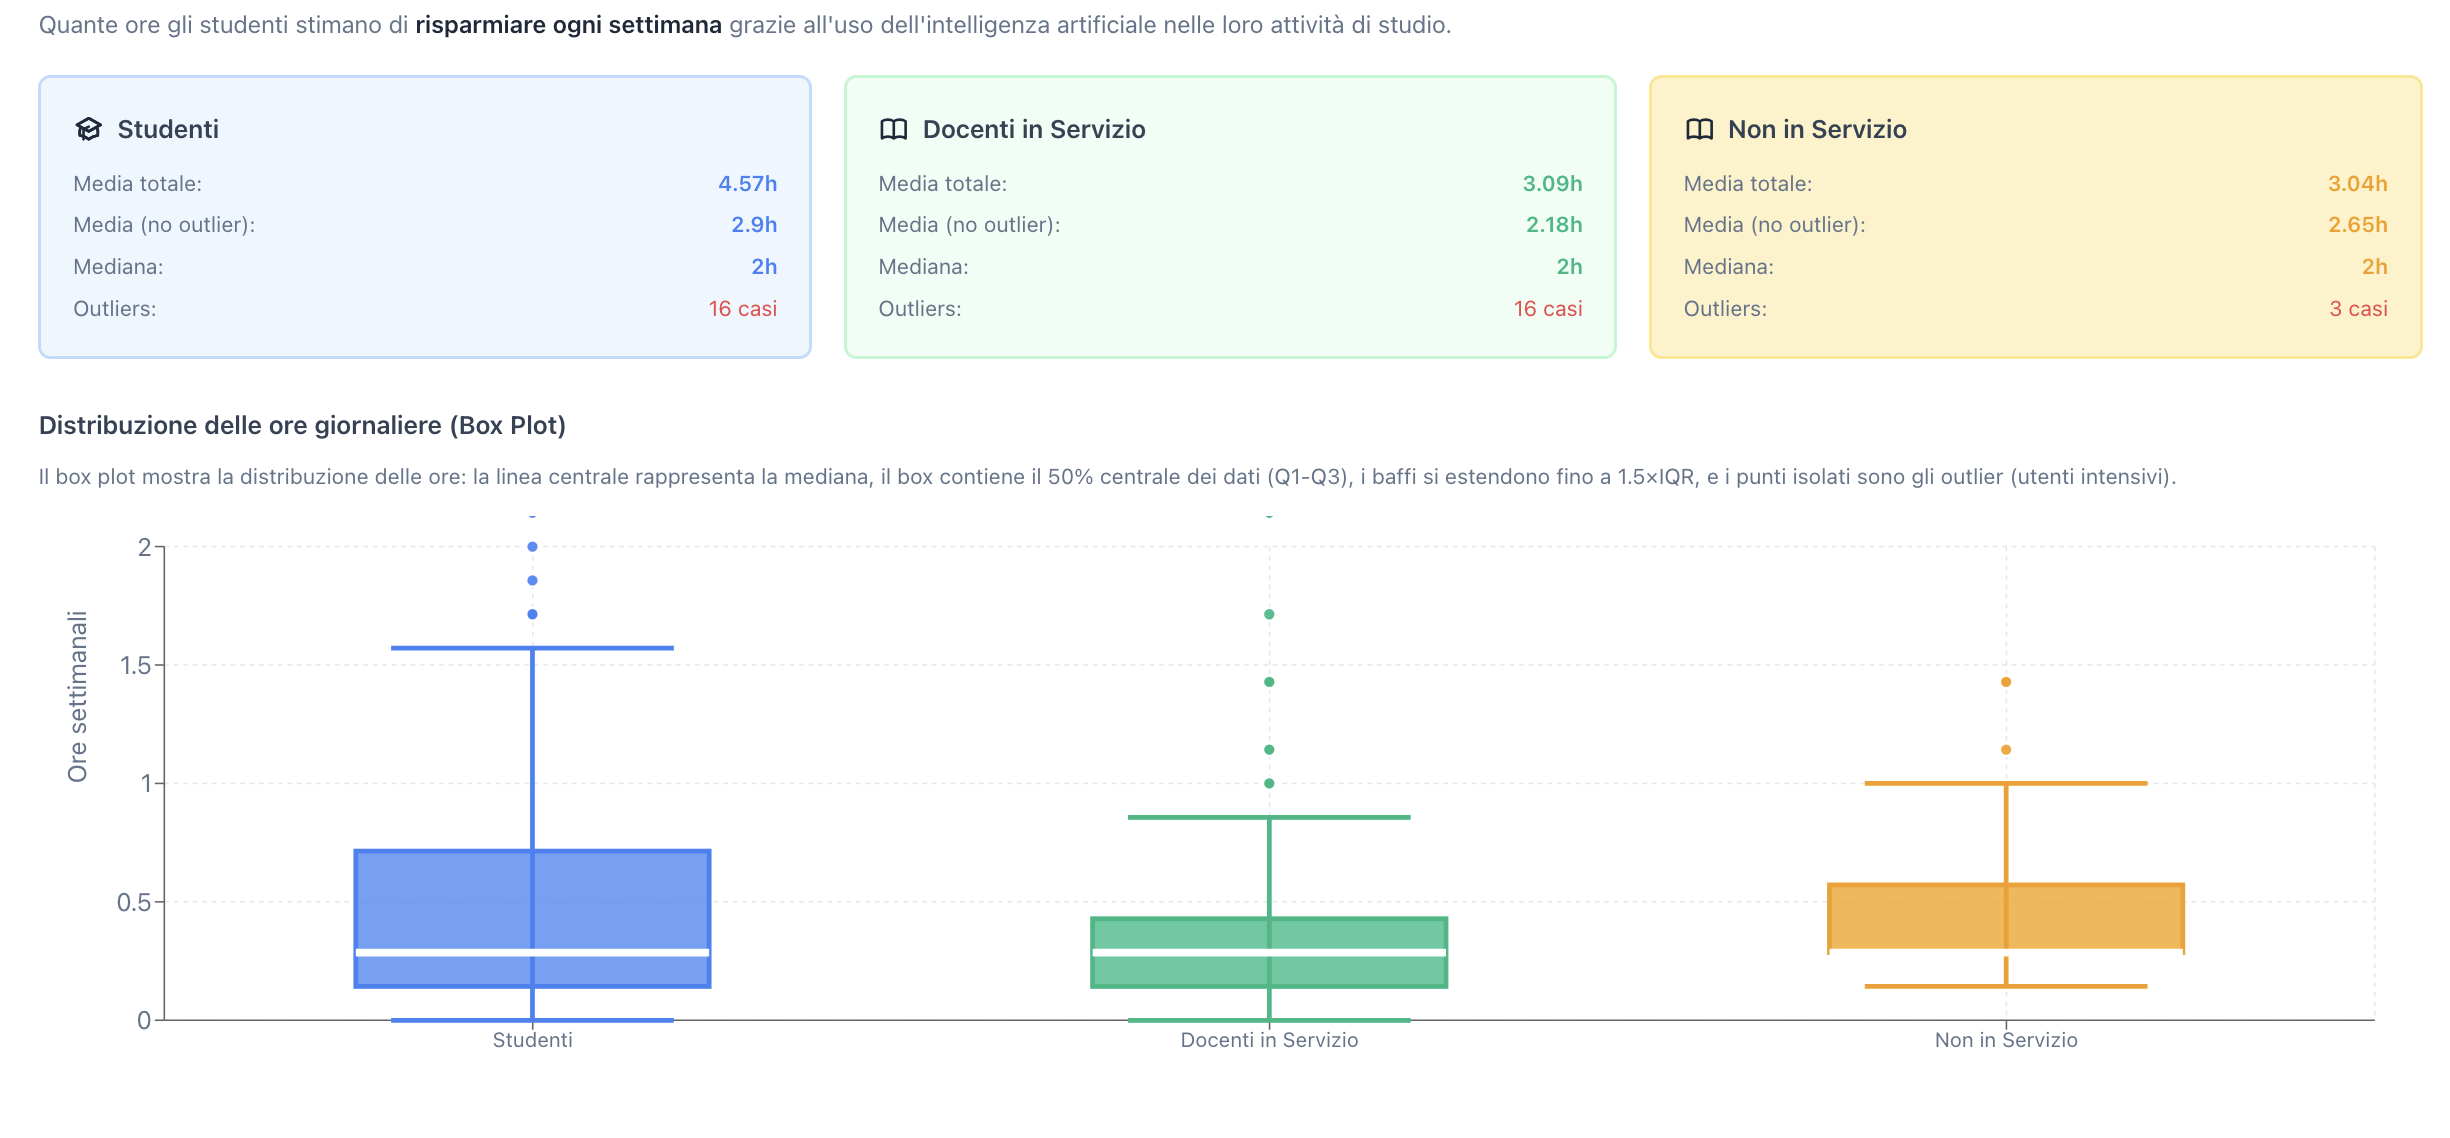 Quante ore gli studenti stimano di risparmiare ogni settimana grazie all'uso dell'intelligenza artificiale nelle loro attività di studio.
Studenti
Media totale: 4.57h
Media (no outlier): 2.9h
Mediana: 2h
Outliers: 16 casi
Docenti in Servizio
Media totale: 3.09h
Media (no outlier): 2.18h
Mediana: 2h
Outliers: 16 casi
Non in Servizio
Media totale: 3.04h
Media (no outlier): 2.65h
Mediana: 2h
Outliers: 3 casi
Distribuzione delle ore giornaliere (Box Plot)
Il box plot mostra la distribuzione delle ore: la linea centrale rappresenta la mediana, il box contiene il 50% centrale dei dati (Q1-Q3), i baffi si estendono fino a 1.5×IQR, e i punti isolati sono gli outlier (utenti intensivi).
Ore settimanali
2
1.5
1
0.5
0
Studenti
Docenti in Servizio
Non in Servizio